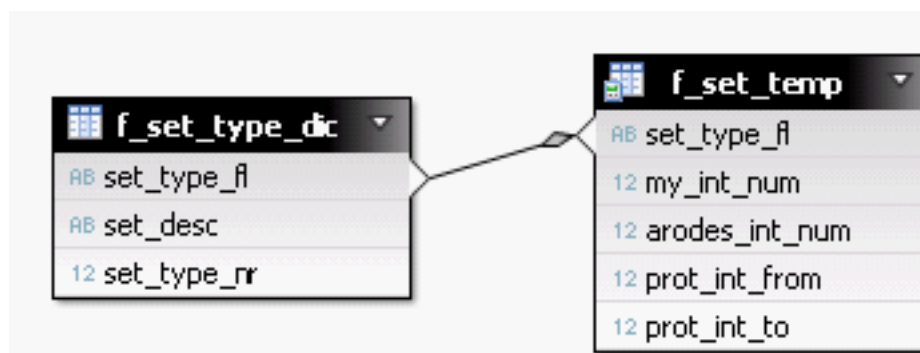 f_set_type_dic
AB set_type_fl
AB set_desc
12 set_type_nr
f_set_temp
AB set_type_fl
12 my_int_num
12 arodes_int_num
12 prot_int_from
12 prot_int_to